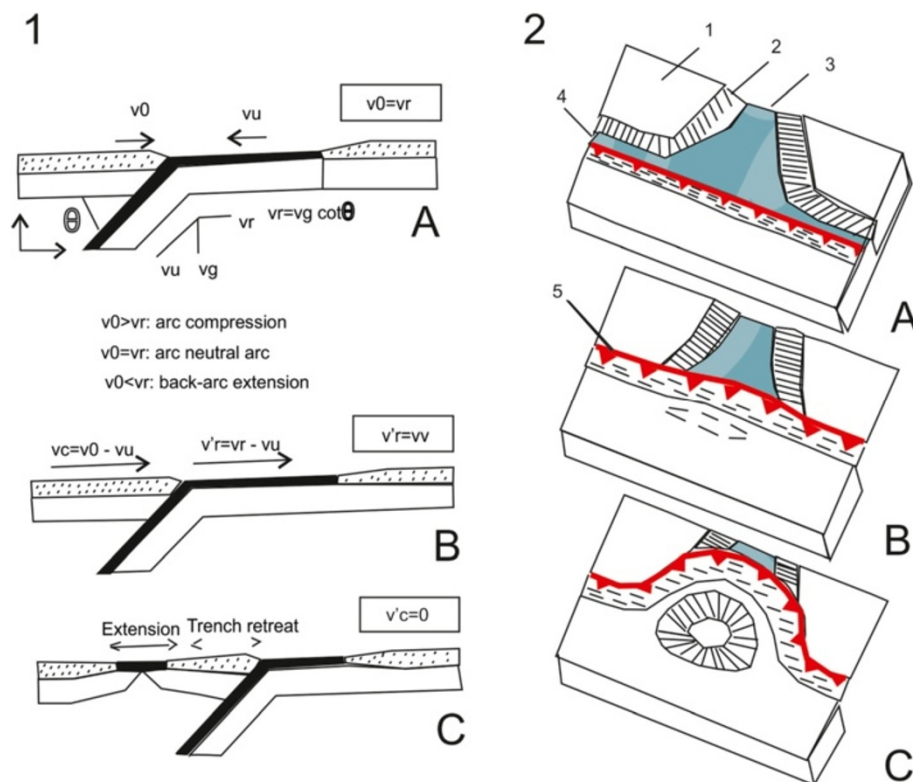 1
v0
vu
v0=vr
θ
vr
vr=vg cotθ
vu
vg
A
v0>vr: arc compression
v0=vr: arc neutral arc
v0<vr: back-arc extension
vc=v0 - vu
v'r=vr - vu
v'r=vv
B
Extension
Trench retreat
v'c=0
C
2
1
2
3
4
A
5
B
C